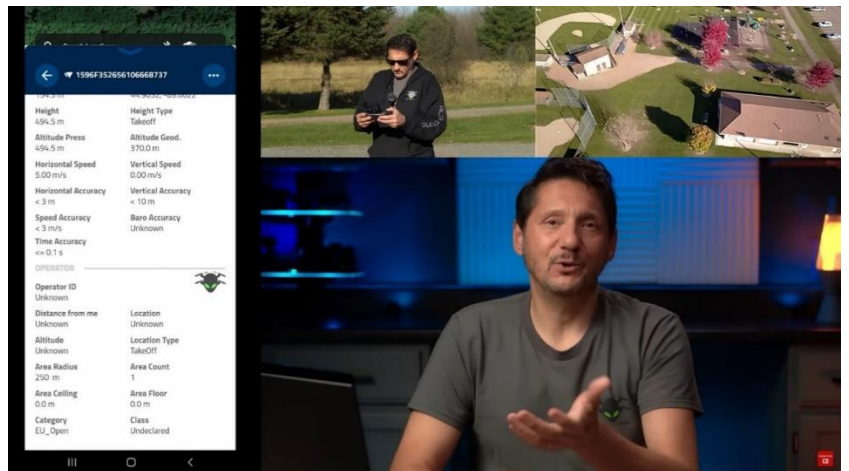 1596F352656106668737
Height Height Type
494.5 m Takeoff
Altitude Press Altitude Geod.
494.5 m 370.0 m
Horizontal Speed Vertical Speed
5.00 m/s 0.00 m/s
Horizontal Accuracy Vertical Accuracy
< 3 m < 10 m
Speed Accuracy Baro Accuracy
< 3 m/s Unknown
Time Accuracy
<= 0.1 s
OPERATOR
Operator ID
Unknown
Distance from me Location
Unknown Unknown
Altitude Location Type
Unknown TakeOff
Area Radius Area Count
250 m 1
Area Ceiling Area Floor
0.0 m 0.0 m
Category Class
EU_Open Undeclared